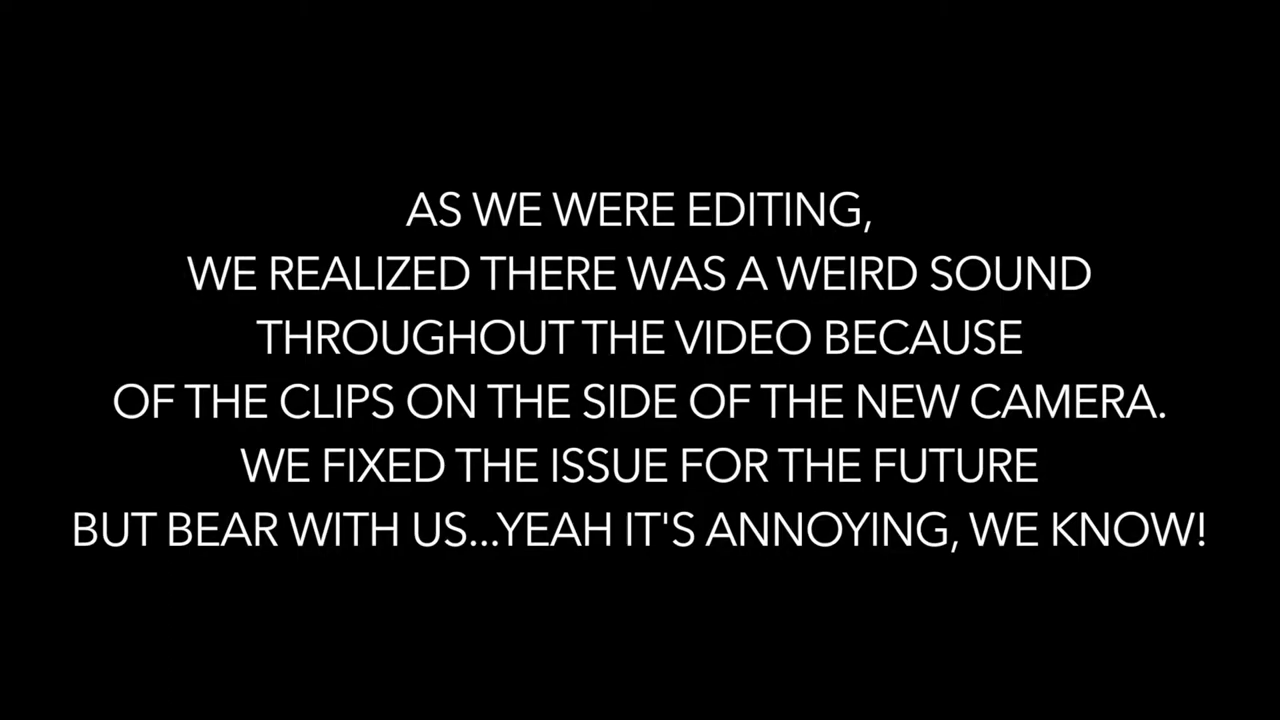 AS WE WERE EDITING,
WE REALIZED THERE WAS A WEIRD SOUND
THROUGHOUT THE VIDEO BECAUSE
OF THE CLIPS ON THE SIDE OF THE NEW CAMERA.
WE FIXED THE ISSUE FOR THE FUTURE
BUT BEAR WITH US...YEAH IT'S ANNOYING, WE KNOW!